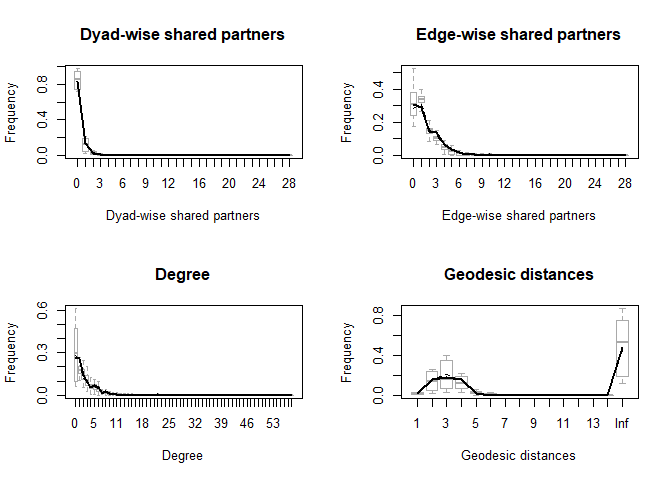 Dyad-wise shared partners
Frequency
0.0 0.4 0.8
0 3 6 9 12 16 20 24 28
Dyad-wise shared partners
Edge-wise shared partners
Frequency
0.0 0.2 0.4
0 3 6 9 12 16 20 24 28
Edge-wise shared partners
Degree
Frequency
0.0 0.3 0.6
0 5 11 18 25 32 39 46 53
Degree
Geodesic distances
Frequency
0.0 0.4 0.8
1 3 5 7 9 11 13 Inf
Geodesic distances